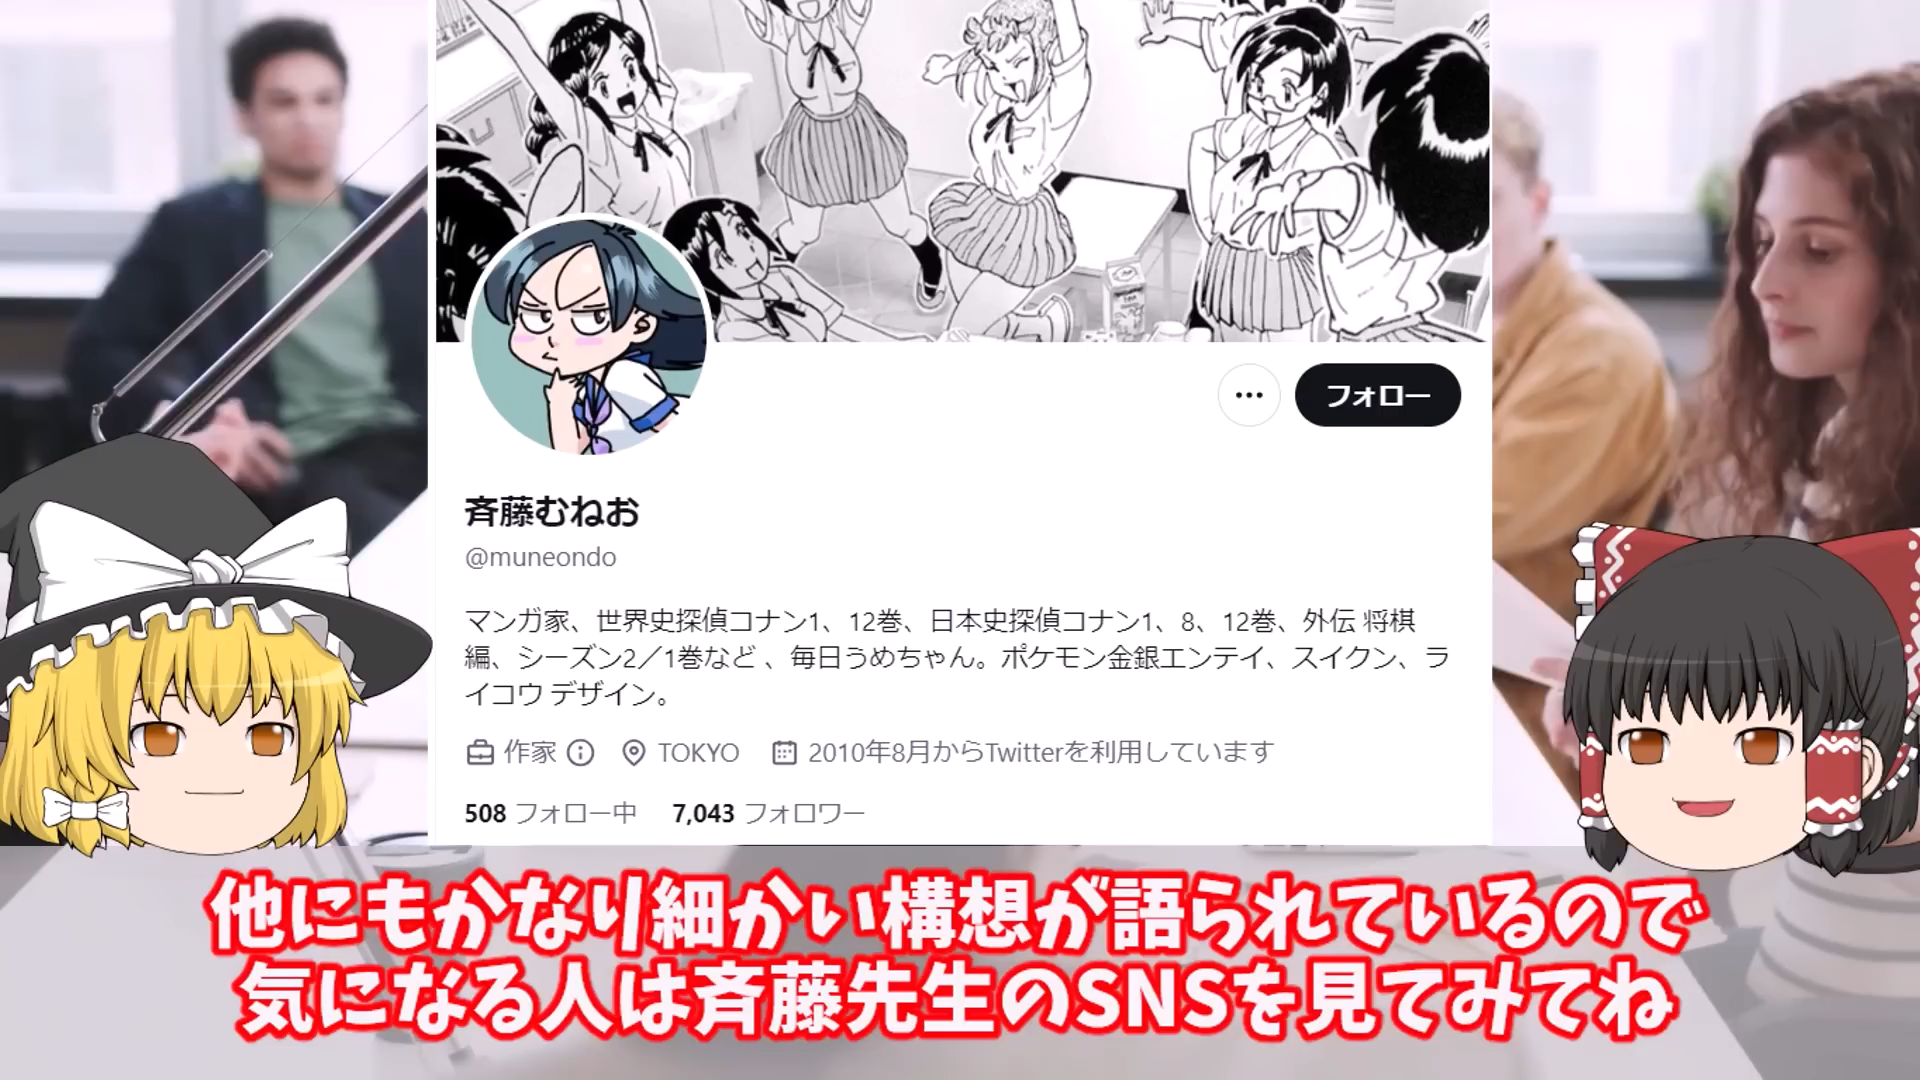 フォロー
斉藤むねお
@muneondo
マンガ家、世界史探偵コナン1、12巻、日本史探偵コナン1、8、12巻、外伝 将棋
編、シーズン2／1巻など 、毎日うめちゃん。ポケモン金銀エンテイ、スイクン、ラ
イコウ デザイン。
作家 TOKYO 2010年8月からTwitterを利用しています
508 フォロー中 7,043 フォロワー
他にもかなり細かい構想が語られているので
気になる人は斉藤先生のSNSを見てみてね